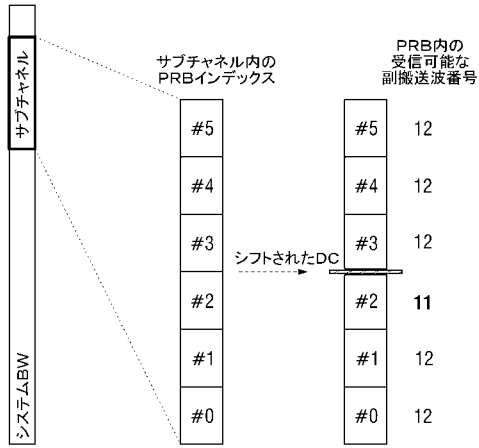 サブチャネル
システムBW
サブチャネル内の
PRBインデックス
#5
#4
#3
#2
#1
#0
シフトされたDC
PRB内の
受信可能な
副搬送波番号
#5 12
#4 12
#3 12
#2 11
#1 12
#0 12